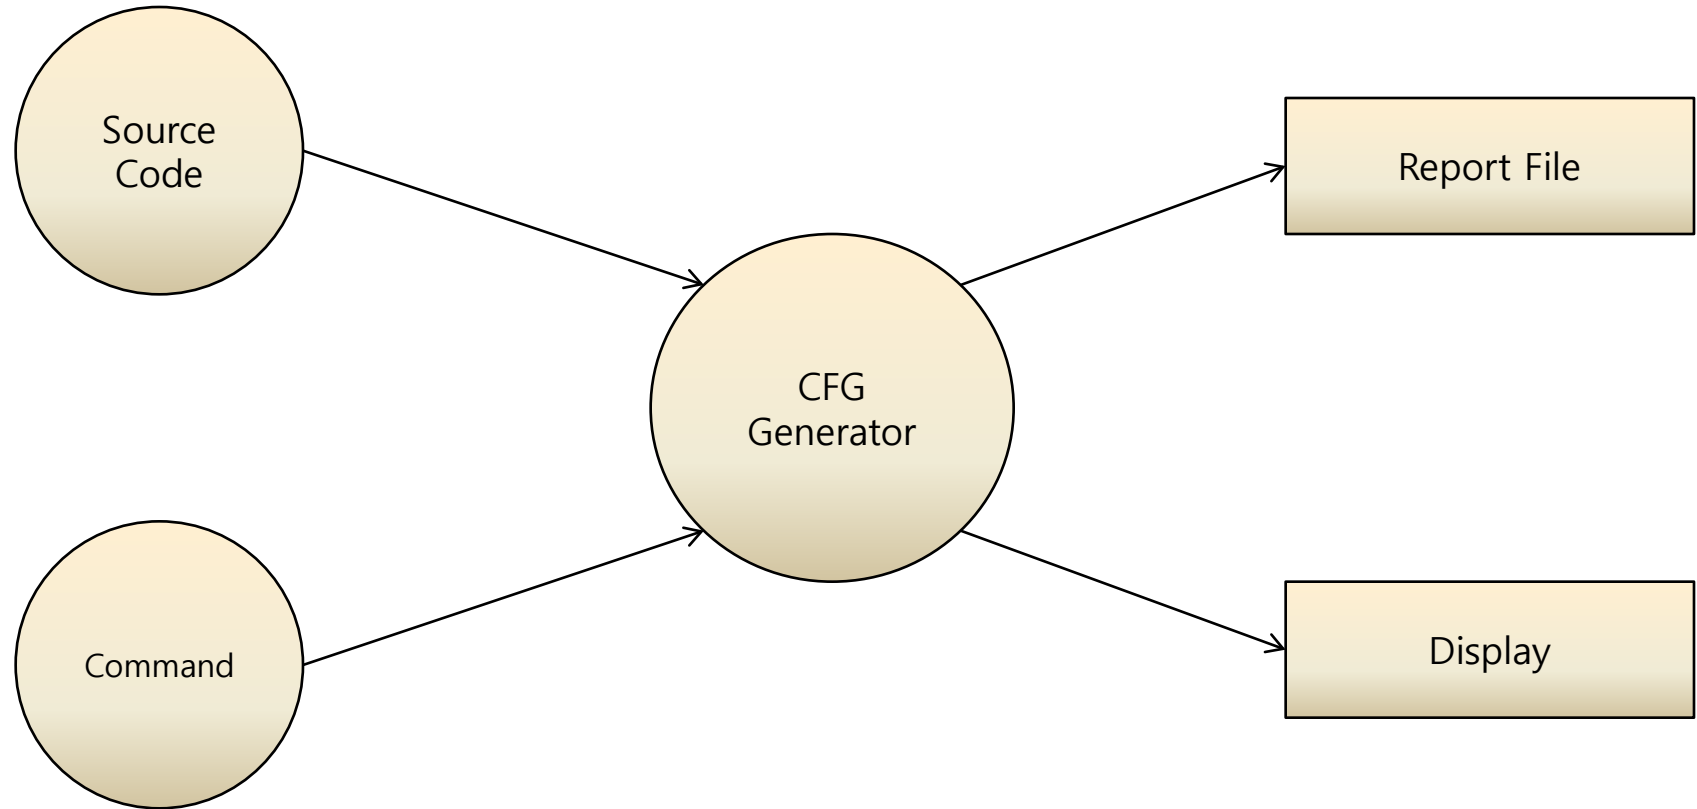 Source
Code
Report File
CFG
Generator
Command
Display